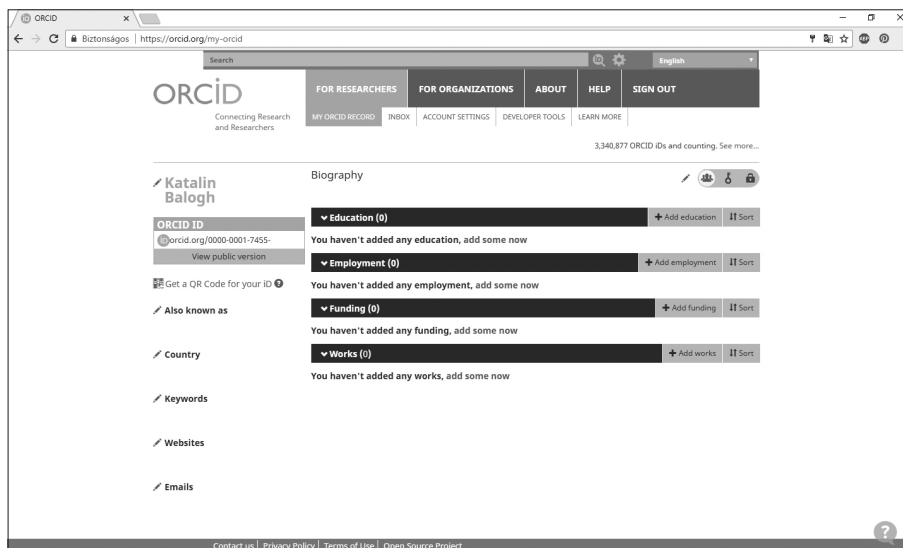 ORCID
Biztonságos | https://orcid.org/my-orcid
Search
English
ORCID
Connecting Research
and Researchers
FOR RESEARCHERS FOR ORGANIZATIONS ABOUT HELP SIGN OUT
MY ORCID RECORD INBOX ACCOUNT SETTINGS DEVELOPER TOOLS LEARN MORE
3,340,877 ORCID iDs and counting. See more...
Katalin
Balogh
ORCID ID
iD orcid.org/0000-0001-7455-
View public version
Get a QR Code for your iD ?
Also known as
Country
Keywords
Websites
Emails
Biography
Education (0) Add education Sort
You haven't added any education, add some now
Employment (0) Add employment Sort
You haven't added any employment, add some now
Funding (0) Add funding Sort
You haven't added any funding, add some now
Works (0) Add works Sort
You haven't added any works, add some now
?
Contact us | Privacy Policy | Terms of Use | Open Source Project